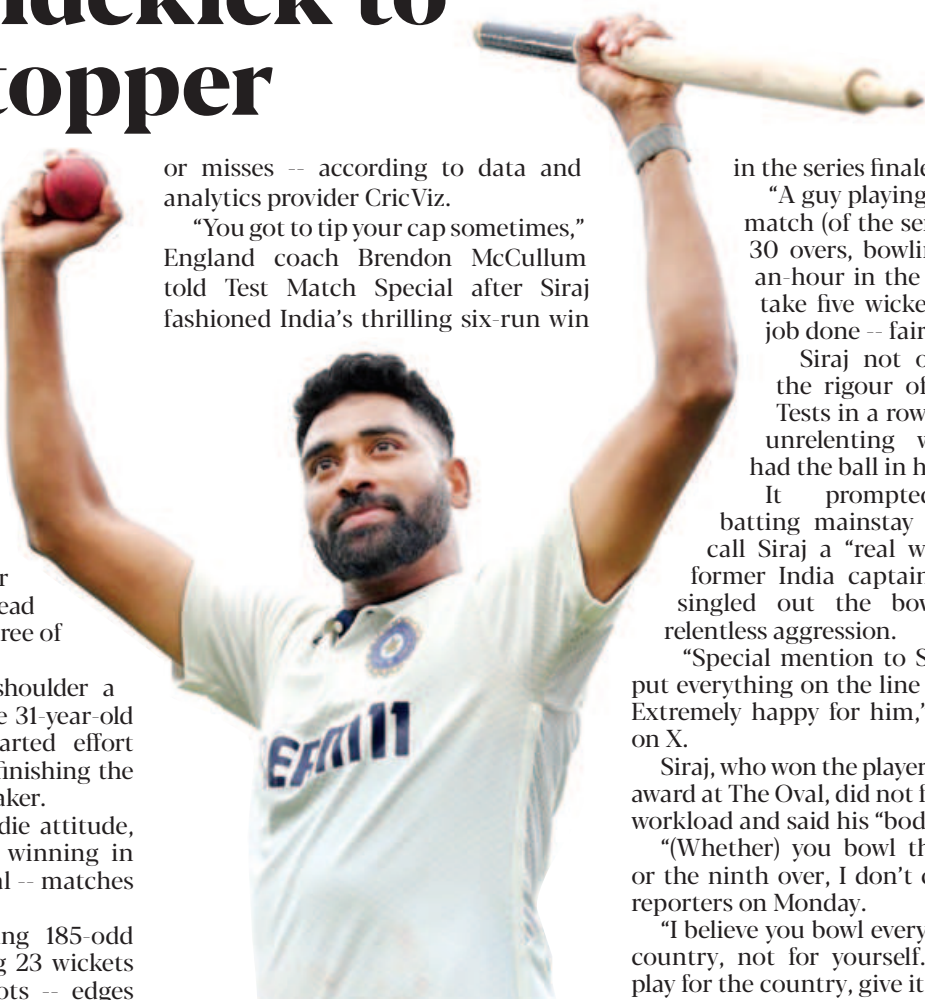 to
topper
r
ead
ree of
shoulder a
e 31-year-old
arted effort
finishing the
aker.
die attitude,
winning in
al -- matches
ng 185-odd
g 23 wickets
ots -- edges
or misses -- according to data and
analytics provider CricViz.
“You got to tip your cap sometimes,”
England coach Brendon McCullum
told Test Match Special after Siraj
fashioned India’s thrilling six-run win
in the series finale
“A guy playing
match (of the se
30 overs, bowli
an-hour in the
take five wicke
job done -- fair
Siraj not o
the rigour of
Tests in a row
unrelenting w
had the ball in h
It prompted
batting mainstay
call Siraj a “real w
former India captain
singled out the bow
relentless aggression.
“Special mention to S
put everything on the line
Extremely happy for him,”
on X.
Siraj, who won the player
award at The Oval, did not f
workload and said his “bod
“(Whether) you bowl th
or the ninth over, I don’t c
reporters on Monday.
“I believe you bowl every
country, not for yourself.
play for the country, give it